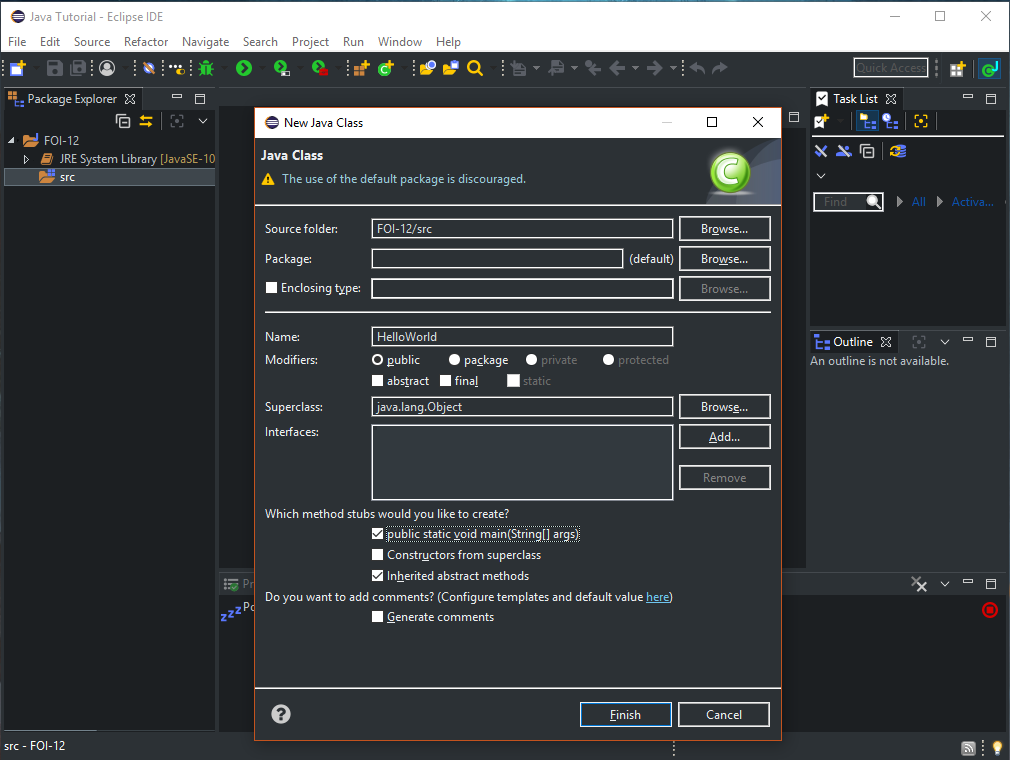 Java Tutorial - Eclipse IDE
File Edit Source Refactor Navigate Search Project Run Window Help
Quick Access
Package Explorer
FOI-12
JRE System Library [JavaSE-10
src
New Java Class
Java Class
The use of the default package is discouraged.
Source folder: FOI-12/src Browse...
Package: (default) Browse...
Enclosing type: Browse...
Name: HelloWorld
Modifiers: public package private protected
abstract final static
Superclass: java.lang.Object Browse...
Interfaces: Add...
Remove
Which method stubs would you like to create?
public static void main(String[] args)
Constructors from superclass
Inherited abstract methods
Do you want to add comments? (Configure templates and default value here)
Generate comments
Finish Cancel
Task List
Find All Activa...
Outline
An outline is not available.
Pr
Po
src - FOI-12